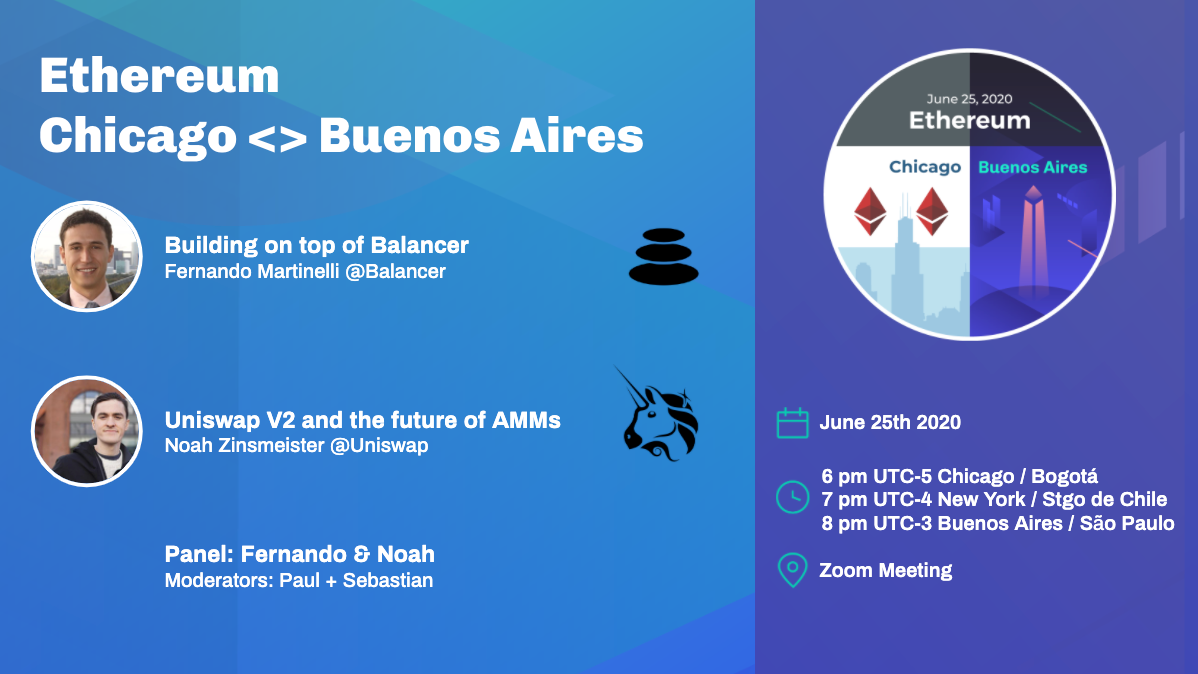 Ethereum
Chicago <> Buenos Aires
Building on top of Balancer
Fernando Martinelli @Balancer
Uniswap V2 and the future of AMMs
Noah Zinsmeister @Uniswap
Panel: Fernando & Noah
Moderators: Paul + Sebastian
June 25, 2020
Ethereum
Chicago
Buenos Aires
June 25th 2020
6 pm UTC-5 Chicago / Bogotá
7 pm UTC-4 New York / Stgo de Chile
8 pm UTC-3 Buenos Aires / São Paulo
Zoom Meeting